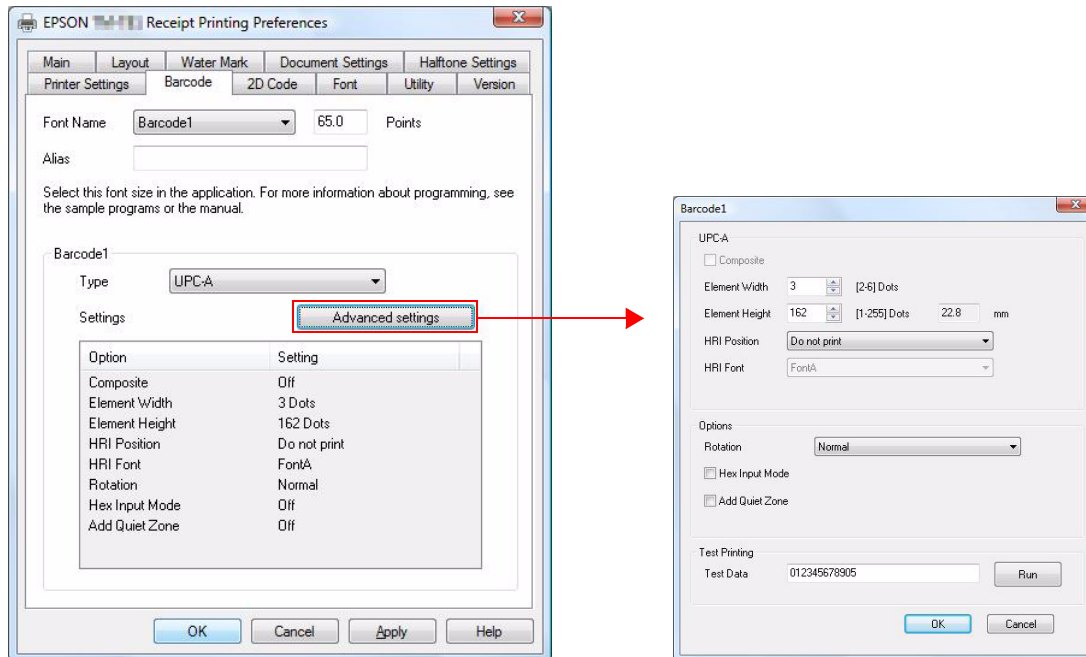 EPSON Receipt Printing Preferences
Main Layout Water Mark Document Settings Halftone Settings
Printer Settings Barcode 2D Code Font Utility Version
Font Name Barcode1 65.0 Points
Alias
Select this font size in the application. For more information about programming, see
the sample programs or the manual.
Barcode1
Type UPC-A
Settings Advanced settings
Option Setting
Composite Off
Element Width 3 Dots
Element Height 162 Dots
HRI Position Do not print
HRI Font FontA
Rotation Normal
Hex Input Mode Off
Add Quiet Zone Off
OK Cancel Apply Help
Barcode1
UPC-A
Composite
Element Width 3 [2-6] Dots
Element Height 162 [1-255] Dots 22.8 mm
HRI Position Do not print
HRI Font FontA
Options
Rotation Normal
Hex Input Mode
Add Quiet Zone
Test Printing
Test Data 012345678905 Run
OK Cancel